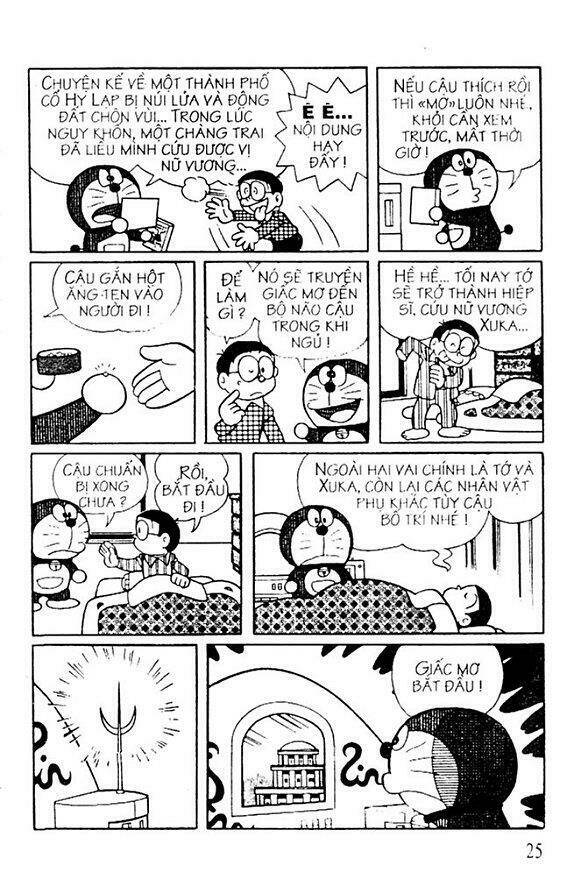 CHUYỆN KỂ VỀ MỘT THÀNH PHỐ
CỔ HY LẠP BỊ NÚI LỬA VÀ ĐỘNG
ĐẤT CHÔN VÙI... TRONG LÚC
NGUY KHỐN, MỘT CHÀNG TRAI
ĐÃ LIỀU MÌNH CỨU ĐƯỢC VỊ
NỮ VƯƠNG...
Ê Ê...
NỘI DUNG
HAY
ĐẤY !
NẾU CẬU THÍCH RỒI
THÌ «MỞ» LUÔN NHÉ,
KHỎI CẦN XEM
TRƯỚC, MẤT THỜI
GIỜ !
CẬU GẮN HỘT
ĂNG-TEN VÀO
NGƯỜI ĐI !
ĐỂ
LÀM
GÌ ?
NÓ SẼ TRUYỀN
GIẤC MƠ ĐẾN
BỘ NÃO CẬU
TRONG KHI
NGỦ !
HỀ HỀ... TỐI NAY TỚ
SẼ TRỞ THÀNH HIỆP
SĨ, CỨU NỮ VƯƠNG
XUKA...
CẬU CHUẨN
BỊ XONG
CHƯA ?
RỒI,
BẮT ĐẦU
ĐI !
NGOÀI HAI VAI CHÍNH LÀ TỚ VÀ
XUKA, CÒN LẠI CÁC NHÂN VẬT
PHỤ KHÁC TÙY CẬU
BỐ TRÍ NHÉ !
GIẤC MƠ
BẮT ĐẦU !
25